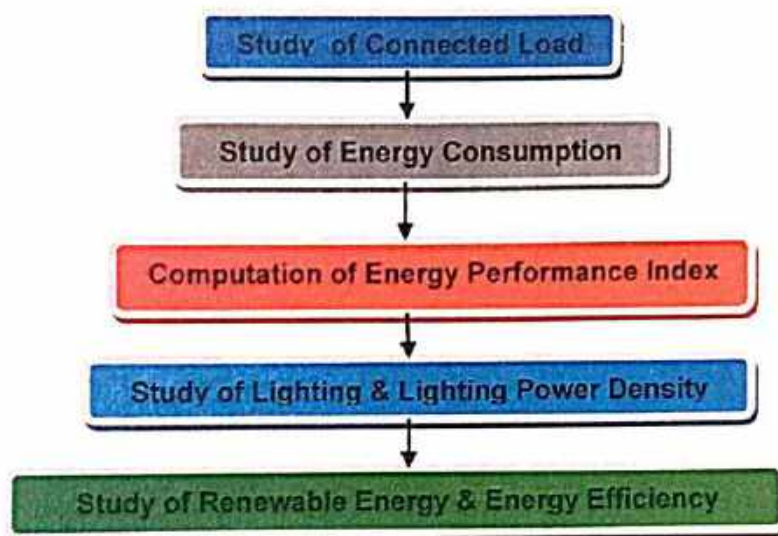 Study of Connected Load
Study of Energy Consumption
Computation of Energy Performance Index
Study of Lighting & Lighting Power Density
Study of Renewable Energy & Energy Efficiency